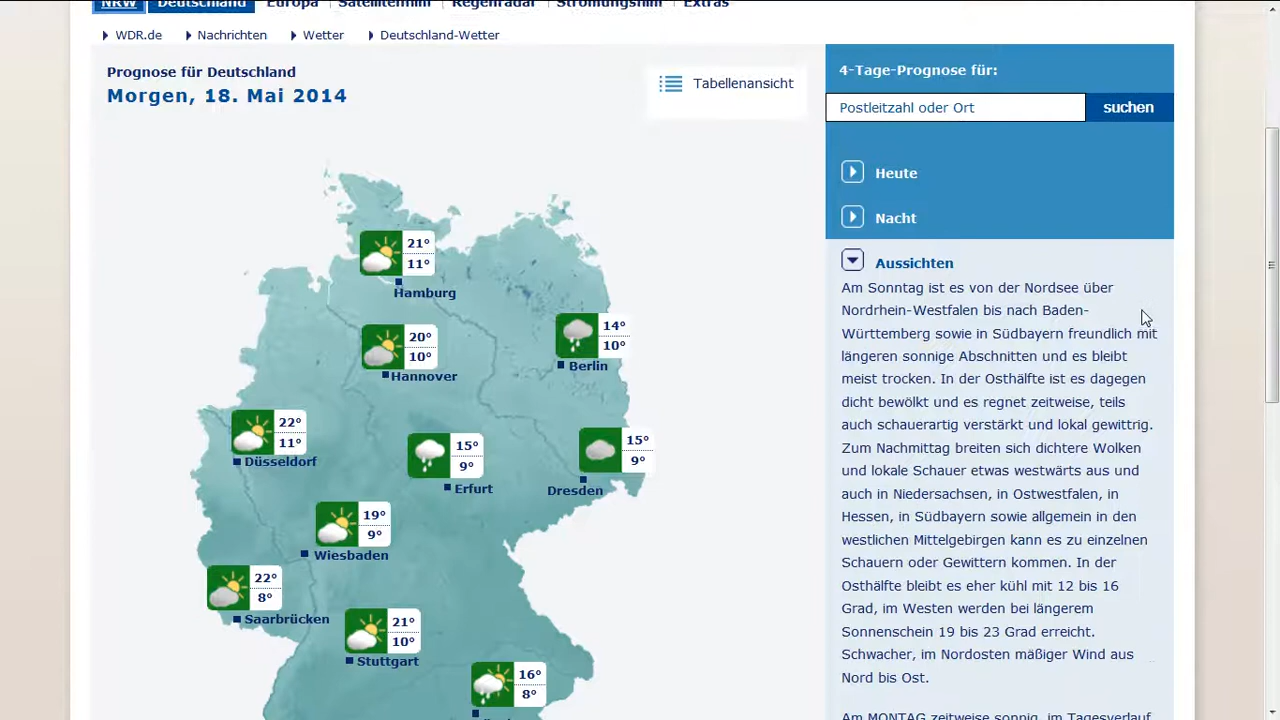 NRW Deutschland Europa Satellitenfilm Regenradar Strömungsfilm Extras
WDR.de Nachrichten Wetter Deutschland-Wetter
Prognose für Deutschland
Morgen, 18. Mai 2014
Tabellenansicht
21°
11°
Hamburg
20°
10°
Hannover
14°
10°
Berlin
22°
11°
Düsseldorf
15°
9°
Erfurt
15°
9°
Dresden
19°
9°
Wiesbaden
22°
8°
Saarbrücken
21°
10°
Stuttgart
16°
8°
4-Tage-Prognose für:
Postleitzahl oder Ort suchen
Heute
Nacht
Aussichten
Am Sonntag ist es von der Nordsee über
Nordrhein-Westfalen bis nach Baden-
Württemberg sowie in Südbayern freundlich mit
längeren sonnige Abschnitten und es bleibt
meist trocken. In der Osthälfte ist es dagegen
dicht bewölkt und es regnet zeitweise, teils
auch schauerartig verstärkt und lokal gewittrig.
Zum Nachmittag breiten sich dichtere Wolken
und lokale Schauer etwas westwärts aus und
auch in Niedersachsen, in Ostwestfalen, in
Hessen, in Südbayern sowie allgemein in den
westlichen Mittelgebirgen kann es zu einzelnen
Schauern oder Gewittern kommen. In der
Osthälfte bleibt es eher kühl mit 12 bis 16
Grad, im Westen werden bei längerem
Sonnenschein 19 bis 23 Grad erreicht.
Schwacher, im Nordosten mäßiger Wind aus
Nord bis Ost.
Am MONTAG zeitweise sonnig, im Tagesverlauf